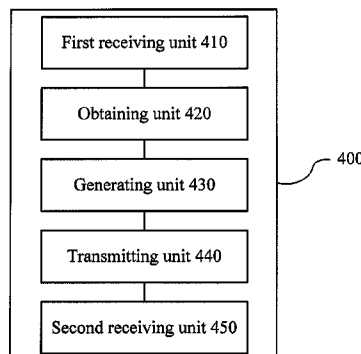 First receiving unit 410
Obtaining unit 420
Generating unit 430
400
Transmitting unit 440
Second receiving unit 450